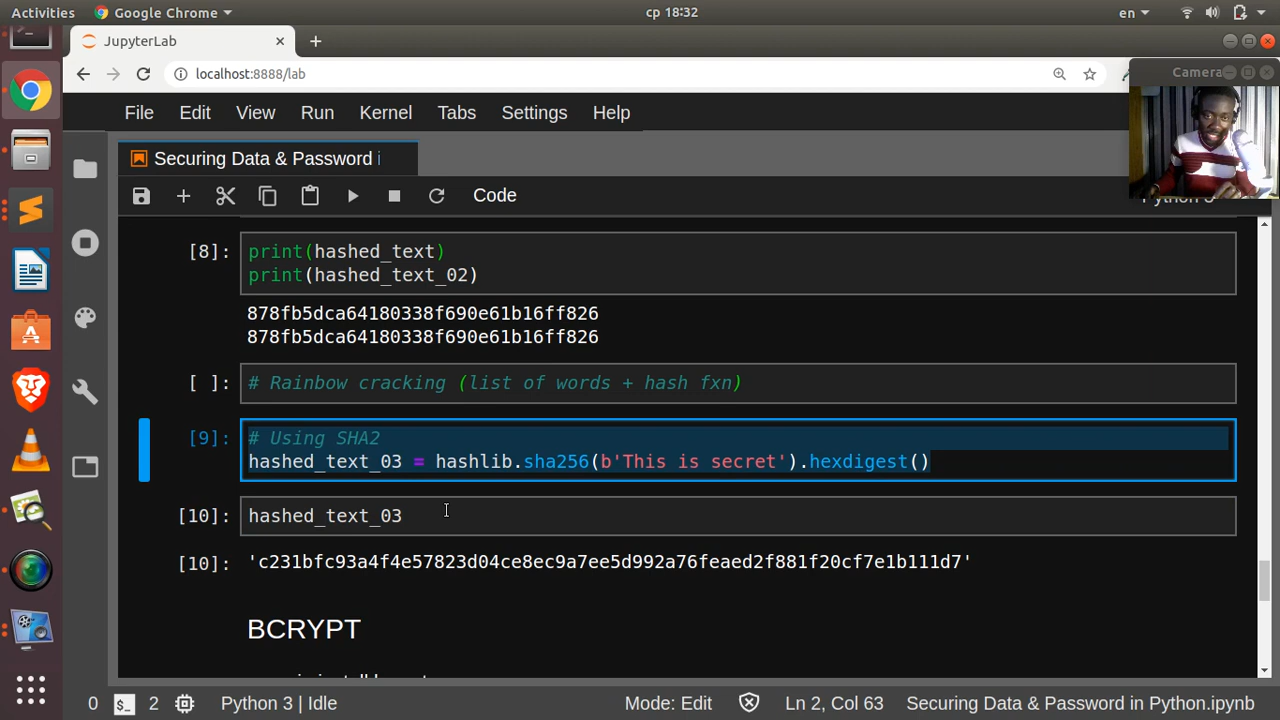 Activities Google Chrome ср 18:32 en
JupyterLab
localhost:8888/lab
Camera
File Edit View Run Kernel Tabs Settings Help
Securing Data & Password i
Code
[8]: print(hashed_text)
print(hashed_text_02)
878fb5dca64180338f690e61b16ff826
878fb5dca64180338f690e61b16ff826
[ ]: # Rainbow cracking (list of words + hash fxn)
[9]: # Using SHA2
hashed_text_03 = hashlib.sha256(b'This is secret').hexdigest()
[10]: hashed_text_03
[10]: 'c231bfc93a4f4e57823d04ce8ec9a7ee5d992a76feaed2f881f20cf7e1b111d7'
BCRYPT
0 $_ 2 Python 3 | Idle Mode: Edit Ln 2, Col 63 Securing Data & Password in Python.ipynb